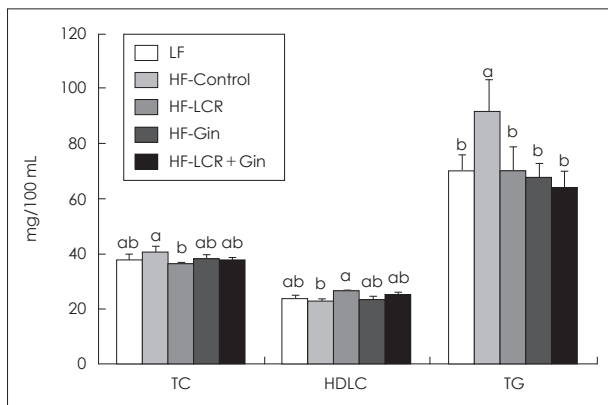 120
100
80
60
40
20
0
mg/100 mL
LF
HF-Control
HF-LCR
HF-Gin
HF-LCR+Gin
ab a b ab ab
ab b a ab ab
b a b b b
TC HDLC TG